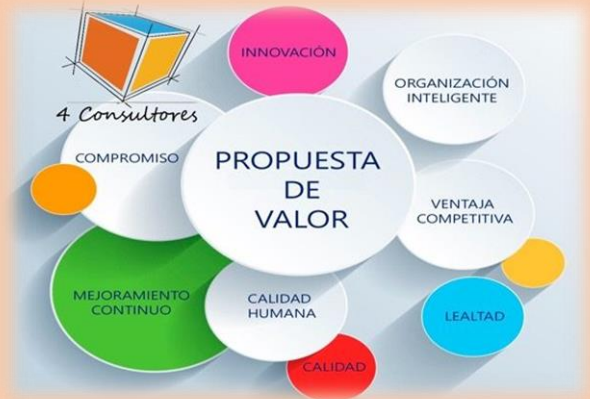 4 Consultores
INNOVACIÓN
ORGANIZACIÓN
INTELIGENTE
COMPROMISO
PROPUESTA
DE
VALOR
VENTAJA
COMPETITIVA
MEJORAMIENTO
CONTINUO
CALIDAD
HUMANA
LEALTAD
CALIDAD